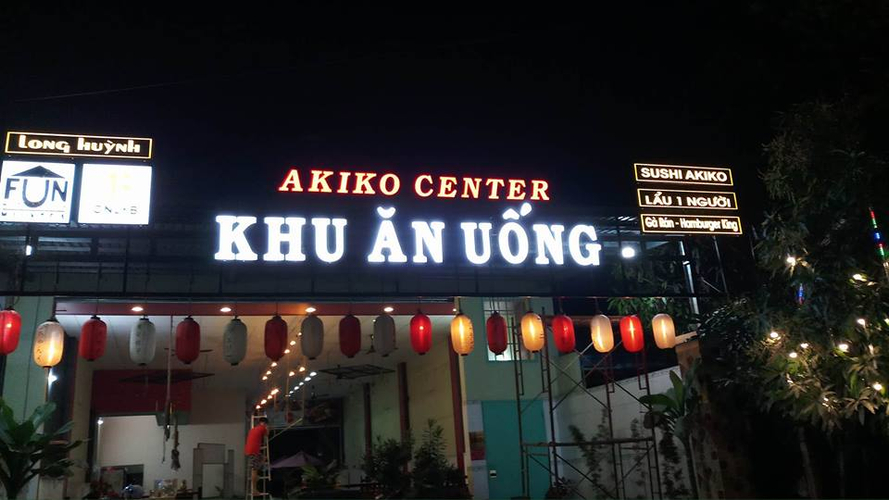 Long Huỳnh
FUN
AKIKO CENTER
KHU ĂN UỐNG
SUSHI AKIKO
LẨU 1 NGƯỜI
Gà Rán - Hamburger King